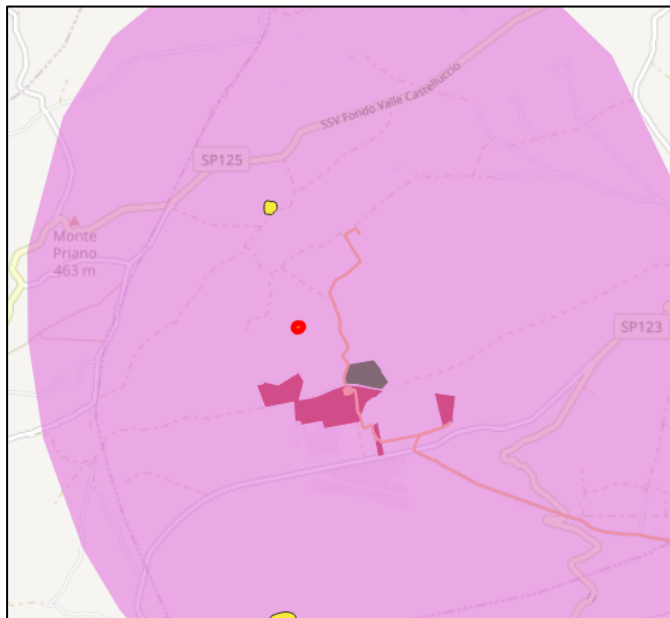 SSV Fondo Valle Castelluccio
SP125
Monte
Priano
463 m
SP123